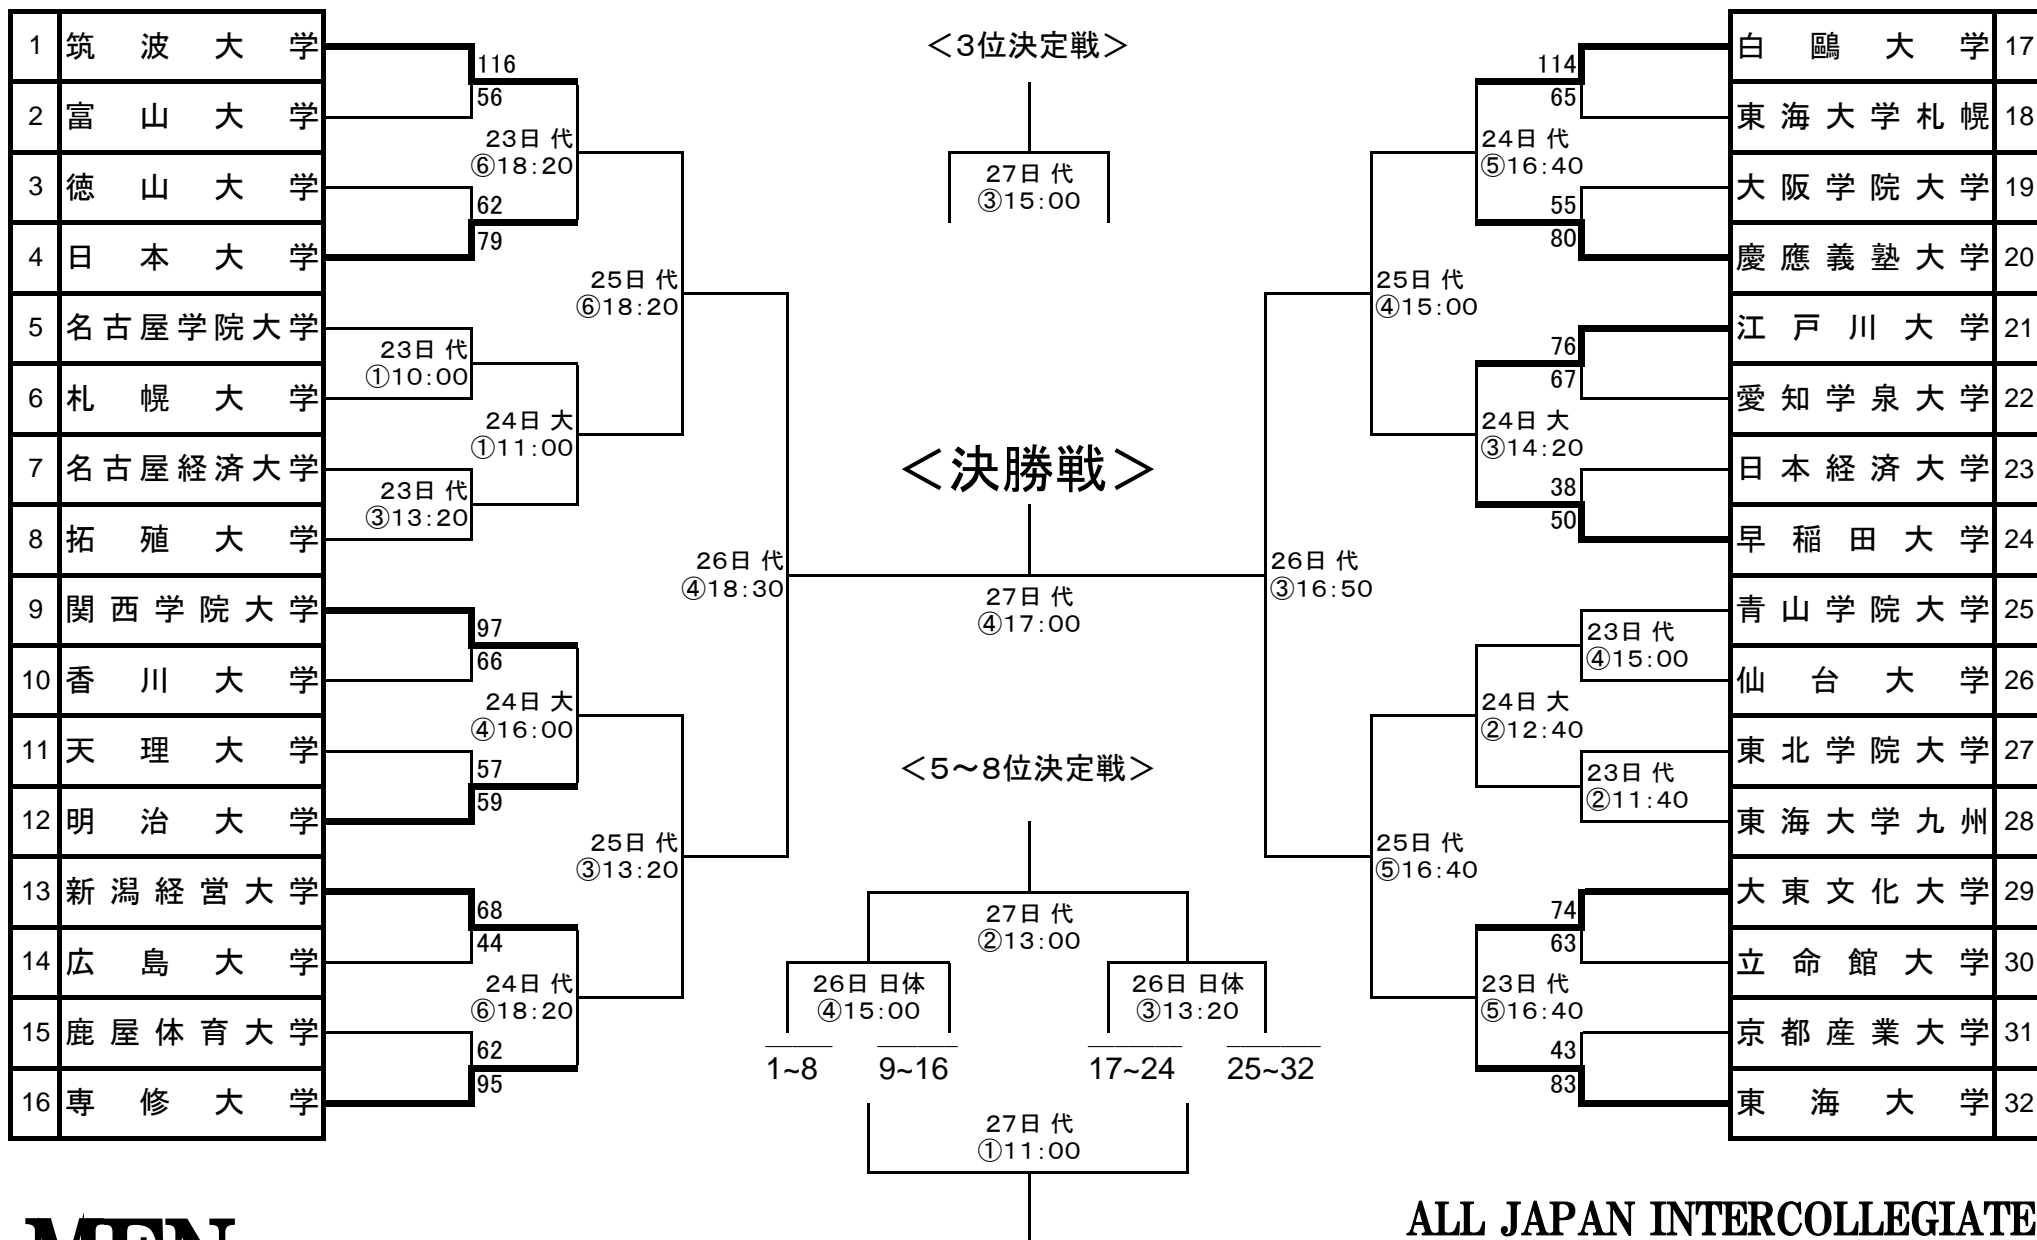 1 筑波大学
2 富山大学
3 徳山大学
4 日本大学
5 名古屋学院大学
6 札幌大学
7 名古屋経済大学
8 拓殖大学
9 関西学院大学
10 香川大学
11 天理大学
12 明治大学
13 新潟経営大学
14 広島大学
15 鹿屋体育大学
16 専修大学
116
56
23日 代
⑥18:20
62
79
23日 代
①10:00
24日 大
①11:00
23日 代
③13:20
97
66
24日 大
④16:00
57
59
68
44
24日 代
⑥18:20
62
95
25日 代
⑥18:20
25日 代
③13:20
26日 代
④18:30
＜3位決定戦＞
27日 代
③15:00
＜決勝戦＞
27日 代
④17:00
＜5～8位決定戦＞
27日 代
②13:00
26日 日体
④15:00
26日 日体
③13:20
1~8
9~16
17~24
25~32
27日 代
①11:00
26日 代
③16:50
25日 代
④15:00
25日 代
⑤16:40
114
65
24日 代
⑤16:40
55
80
76
67
24日 大
③14:20
38
50
23日 代
④15:00
24日 大
②12:40
23日 代
②11:40
74
63
23日 代
⑤16:40
43
83
白鷗大学 17
東海大学札幌 18
大阪学院大学 19
慶應義塾大学 20
江戸川大学 21
愛知学泉大学 22
日本経済大学 23
早稲田大学 24
青山学院大学 25
仙台大学 26
東北学院大学 27
東海大学九州 28
大東文化大学 29
立命館大学 30
京都産業大学 31
東海大学 32
MEN
ALL JAPAN INTERCOLLEGIATE